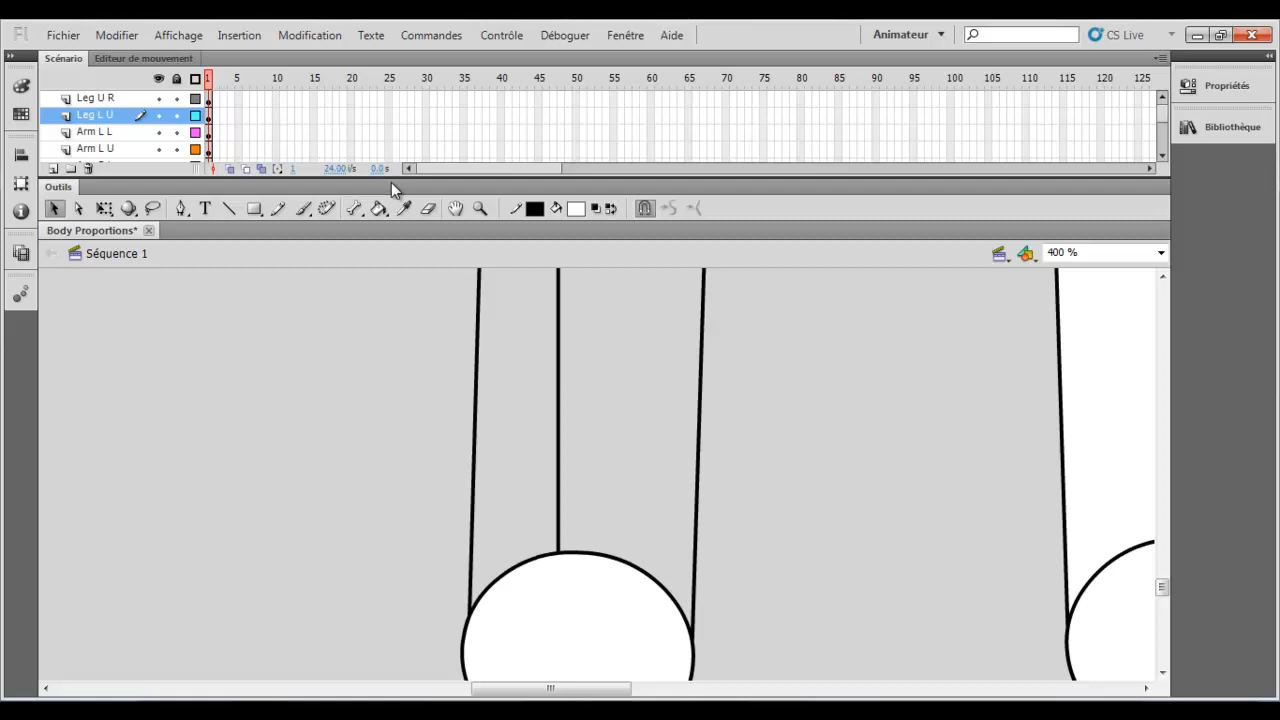 Fl Fichier Modifier Affichage Insertion Modification Texte Commandes Contrôle Déboguer Fenêtre Aide Animateur CS Live
Scénario Editeur de mouvement
1 5 10 15 20 25 30 35 40 45 50 55 60 65 70 75 80 85 90 95 100 105 110 115 120 125
Leg U R
Leg L U
Arm L L
Arm L U
1 24.00 i/s 0.0 s
Outils
Body Proportions*
Séquence 1 400 %
Propriétés
Bibliothèque